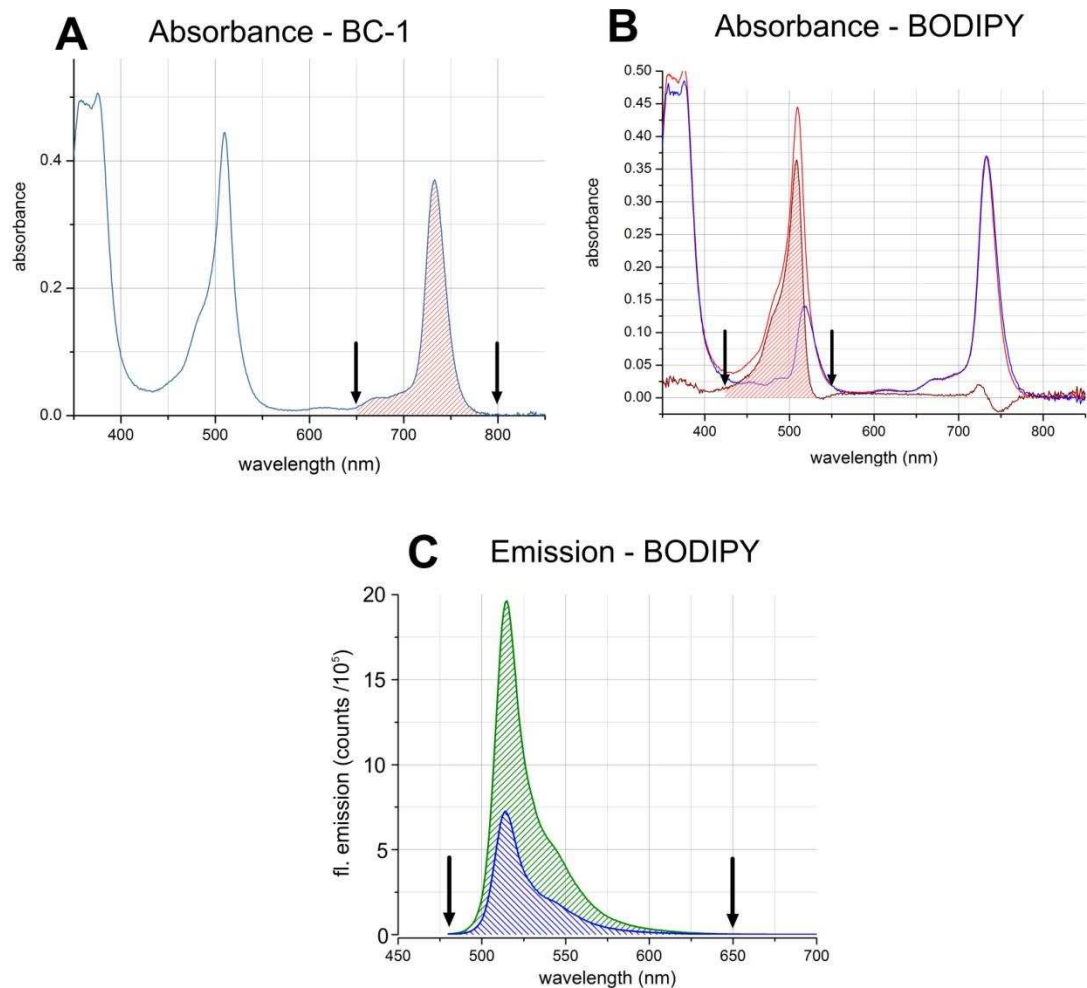 A Absorbance - BC-1
absorbance
0.4
0.2
0.0
400 500 600 700 800
wavelength (nm)
B Absorbance - BODIPY
absorbance
0.50
0.45
0.40
0.35
0.30
0.25
0.20
0.15
0.10
0.05
0.00
400 500 600 700 800
wavelength (nm)
C Emission - BODIPY
fl. emission (counts /10⁵)
20
15
10
5
0
450 500 550 600 650 700
wavelength (nm)